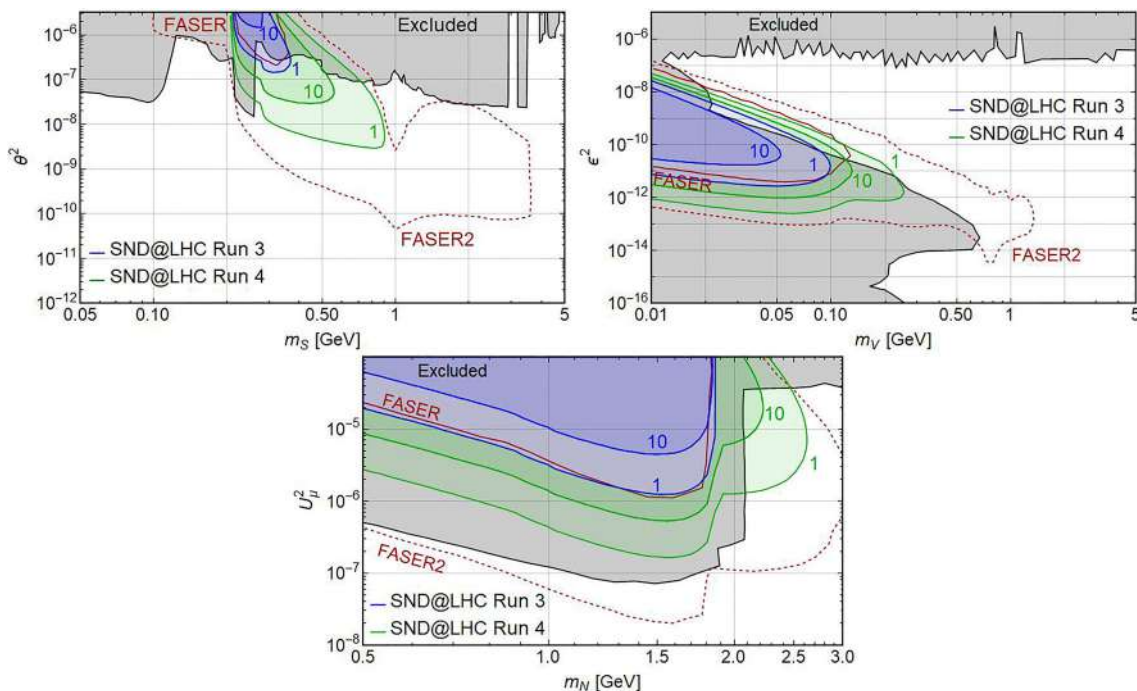 FASER
Excluded
10
1
10
1
FASER2
SND@LHC Run 3
SND@LHC Run 4
10⁻⁶
10⁻⁷
10⁻⁸
10⁻⁹
10⁻¹⁰
10⁻¹¹
10⁻¹²
θ²
0.05 0.10 0.50 1 5
m_S [GeV]
Excluded
SND@LHC Run 3
SND@LHC Run 4
10
1
10
1
FASER
FASER2
10⁻⁶
10⁻⁸
10⁻¹⁰
10⁻¹²
10⁻¹⁴
10⁻¹⁶
ϵ²
0.01 0.05 0.10 0.50 1 5
m_V [GeV]
Excluded
FASER
10
1
10
1
FASER2
SND@LHC Run 3
SND@LHC Run 4
10⁻⁵
10⁻⁶
10⁻⁷
10⁻⁸
U²_μ
0.5 1.0 1.5 2.0 2.5 3.0
m_N [GeV]